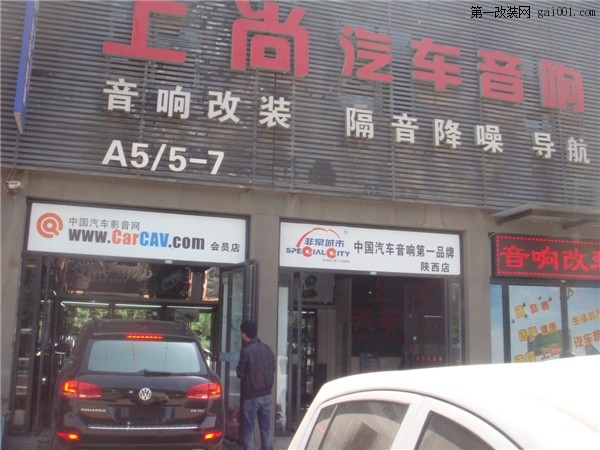 第一改装网 gai001.com
上尚汽车音响
音响改装 隔音降噪 导航
A5/5-7
中国汽车影音网
www.CarCAV.com 会员店
非常城市
SPECIALCITY
中国汽车音响第一品牌
陕西店
音响改装
TOUAREG